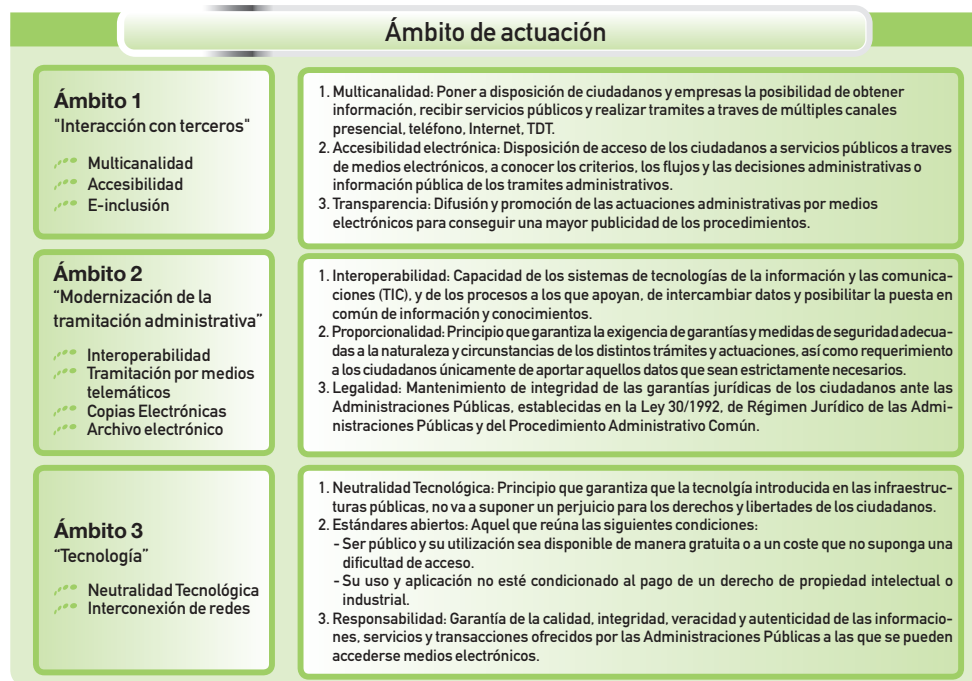 Ámbito de actuación
Ámbito 1
"Interacción con terceros"
Multicanalidad
Accesibilidad
E-inclusión
1. Multicanalidad: Poner a disposición de ciudadanos y empresas la posibilidad de obtener
información, recibir servicios públicos y realizar tramites a traves de múltiples canales
presencial, teléfono, Internet, TDT.
2. Accesibilidad electrónica: Disposición de acceso de los ciudadanos a servicios públicos a traves
de medios electrónicos, a conocer los criterios, los flujos y las decisiones administrativas o
información pública de los tramites administrativos.
3. Transparencia: Difusión y promoción de las actuaciones administrativas por medios
electrónicos para conseguir una mayor publicidad de los procedimientos.
Ámbito 2
“Modernización de la
tramitación administrativa”
Interoperabilidad
Tramitación por medios
telemáticos
Copias Electrónicas
Archivo electrónico
1. Interoperabilidad: Capacidad de los sistemas de tecnologías de la información y las comunica-
ciones (TIC), y de los procesos a los que apoyan, de intercambiar datos y posibilitar la puesta en
común de información y conocimientos.
2. Proporcionalidad: Principio que garantiza la exigencia de garantías y medidas de seguridad adecua-
das a la naturaleza y circunstancias de los distintos trámites y actuaciones, así como requerimiento
a los ciudadanos únicamente de aportar aquellos datos que sean estrictamente necesarios.
3. Legalidad: Mantenimiento de integridad de las garantías jurídicas de los ciudadanos ante las
Administraciones Públicas, establecidas en la Ley 30/1992, de Régimen Jurídico de las Admi-
nistraciones Públicas y del Procedimiento Administrativo Común.
Ámbito 3
“Tecnología”
Neutralidad Tecnológica
Interconexión de redes
1. Neutralidad Tecnológica: Principio que garantiza que la tecnolgía introducida en las infraestruc-
turas públicas, no va a suponer un perjuicio para los derechos y libertades de los ciudadanos.
2. Estándares abiertos: Aquel que reúna las siguientes condiciones:
- Ser público y su utilización sea disponible de manera gratuita o a un coste que no suponga una
dificultad de acceso.
- Su uso y aplicación no esté condicionado al pago de un derecho de propiedad intelectual o
industrial.
3. Responsabilidad: Garantía de la calidad, integridad, veracidad y autenticidad de las informacio-
nes, servicios y transacciones ofrecidos por las Administraciones Públicas a las que se pueden
accederse medios electrónicos.